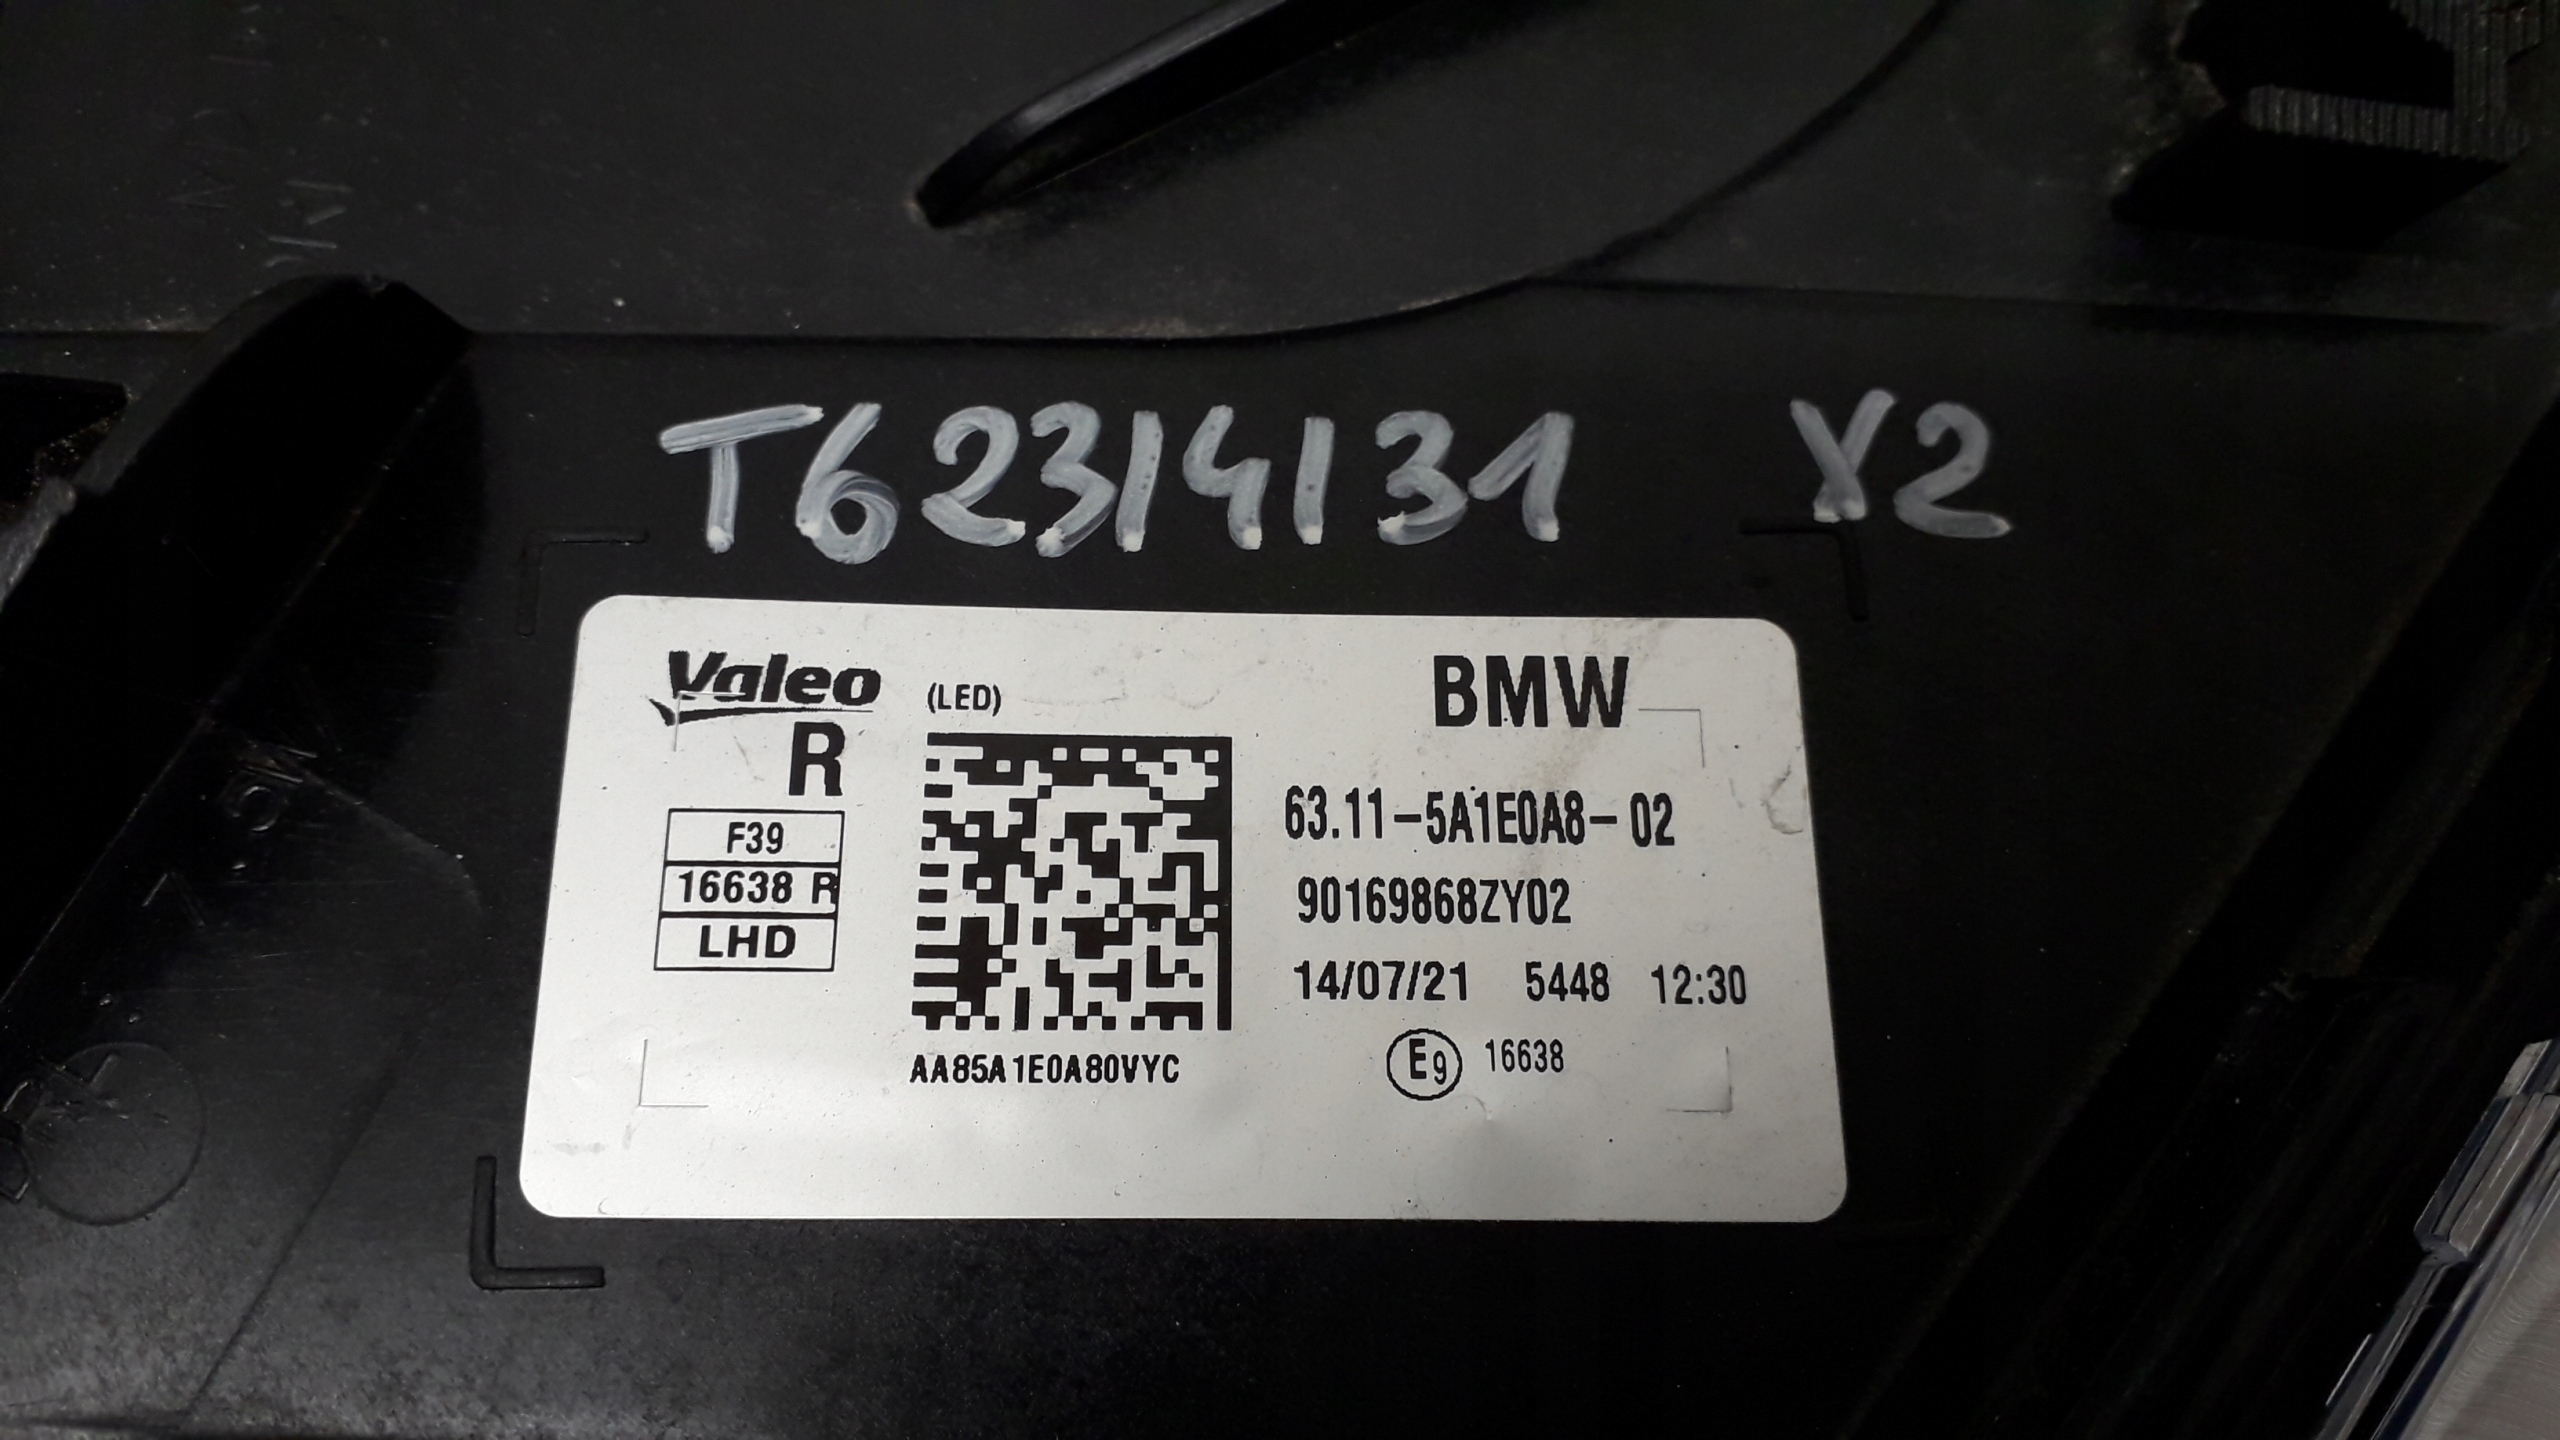 T62314131 Y2
Valeo (LED) BMW
R
F39
16638 R
LHD
63.11-5A1E0A8-02
90169868ZY02
14/07/21 5448 12:30
E9 16638
AA85A1E0A80VYC